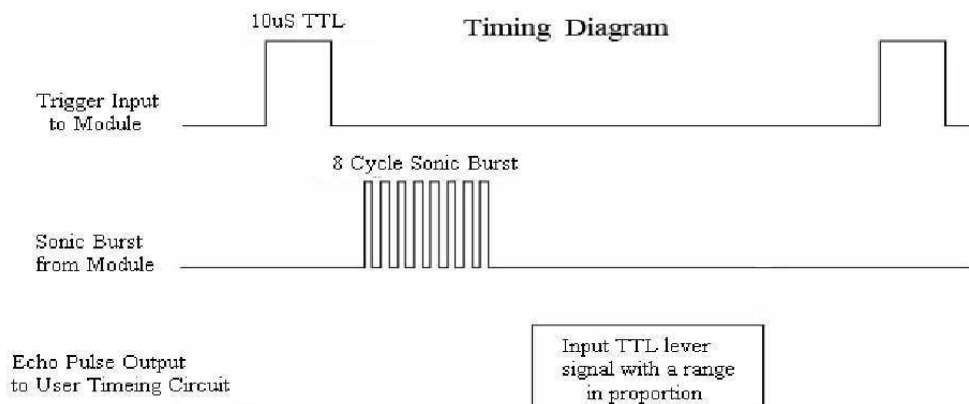 10uS TTL
Timing Diagram
Trigger Input
to Module
8 Cycle Sonic Burst
Sonic Burst
from Module
Echo Pulse Output
to User Timeing Circuit
Input TTL lever
signal with a range
in proportion